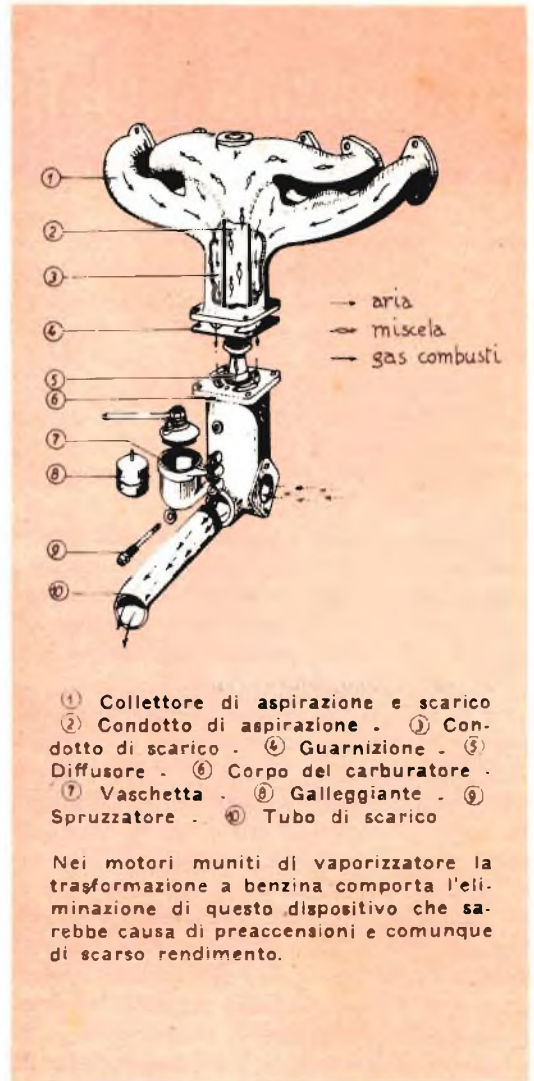 ①
②
③
→ aria
miscela
④
→ gas combusti
⑤
⑥
⑦
⑧
⑨
⑩
① Collettore di aspirazione e scarico
② Condotto di aspirazione - ③ Con-
dotto di scarico - ④ Guarnizione - ⑤
Diffusore - ⑥ Corpo del carburatore -
⑦ Vaschetta - ⑧ Galleggiante - ⑨
Spruzzatore - ⑩ Tubo di scarico
Nei motori muniti di vaporizzatore la
trasformazione a benzina comporta l'eli-
minazione di questo dispositivo che sa-
rebbe causa di preaccensioni e comunque
di scarso rendimento.